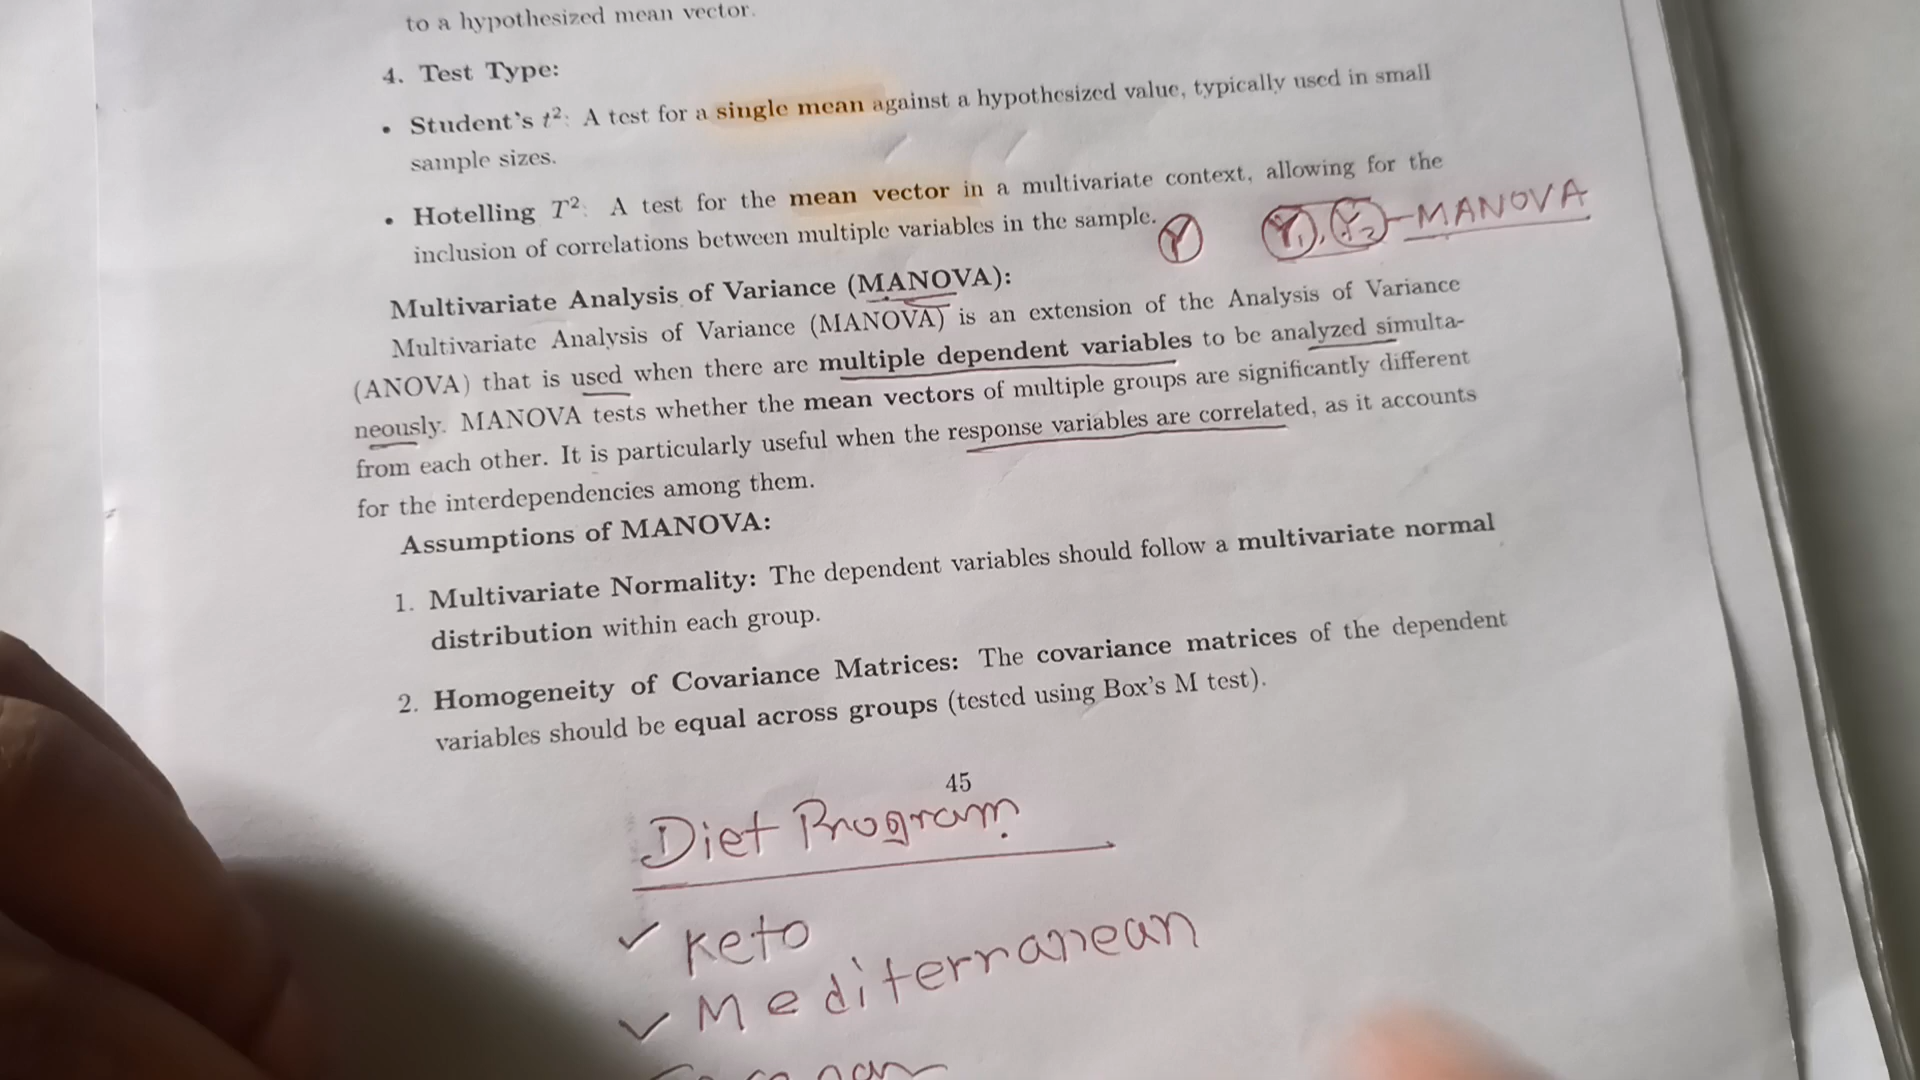 to a hypothesized mean vector.
4. Test Type:
• Student's t²: A test for a single mean against a hypothesized value, typically used in small
sample sizes.
• Hotelling T²: A test for the mean vector in a multivariate context, allowing for the
inclusion of correlations between multiple variables in the sample.
Y Y₁, Y₂ - MANOVA
Multivariate Analysis of Variance (MANOVA):
Multivariate Analysis of Variance (MANOVA) is an extension of the Analysis of Variance
(ANOVA) that is used when there are multiple dependent variables to be analyzed simulta-
neously. MANOVA tests whether the mean vectors of multiple groups are significantly different
from each other. It is particularly useful when the response variables are correlated, as it accounts
for the interdependencies among them.
Assumptions of MANOVA:
1. Multivariate Normality: The dependent variables should follow a multivariate normal
distribution within each group.
2. Homogeneity of Covariance Matrices: The covariance matrices of the dependent
variables should be equal across groups (tested using Box's M test).
45
Diet Program
✓ Keto
✓ Mediterranean